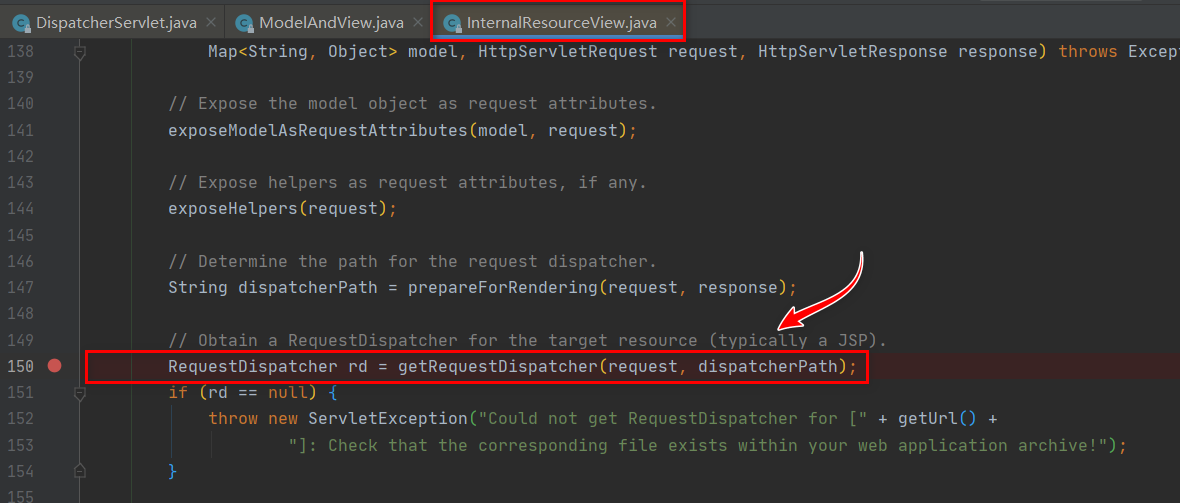 DispatcherServlet.java ModelAndView.java InternalResourceView.java
138 Map<String, Object> model, HttpServletRequest request, HttpServletResponse response) throws Excep
139
140 // Expose the model object as request attributes.
141 exposeModelAsRequestAttributes(model, request);
142
143 // Expose helpers as request attributes, if any.
144 exposeHelpers(request);
145
146 // Determine the path for the request dispatcher.
147 String dispatcherPath = prepareForRendering(request, response);
148
149 // Obtain a RequestDispatcher for the target resource (typically a JSP).
150 RequestDispatcher rd = getRequestDispatcher(request, dispatcherPath);
151 if (rd == null) {
152 throw new ServletException("Could not get RequestDispatcher for [" + getUrl() +
153 "]: Check that the corresponding file exists within your web application archive!");
154 }
155